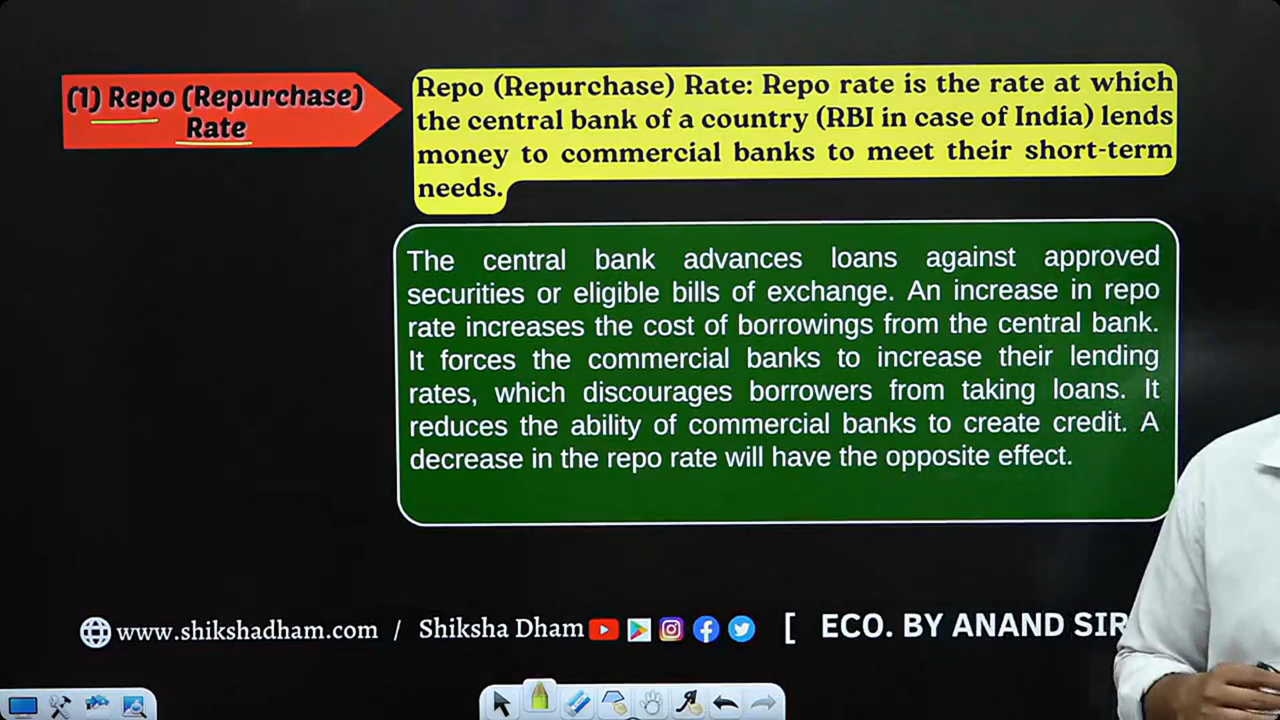 (1) Repo (Repurchase)
Rate
Repo (Repurchase) Rate: Repo rate is the rate at which
the central bank of a country (RBI in case of India) lends
money to commercial banks to meet their short-term
needs.
The central bank advances loans against approved
securities or eligible bills of exchange. An increase in repo
rate increases the cost of borrowings from the central bank.
It forces the commercial banks to increase their lending
rates, which discourages borrowers from taking loans. It
reduces the ability of commercial banks to create credit. A
decrease in the repo rate will have the opposite effect.
www.shikshadham.com / Shiksha Dham [ ECO. BY ANAND SIR